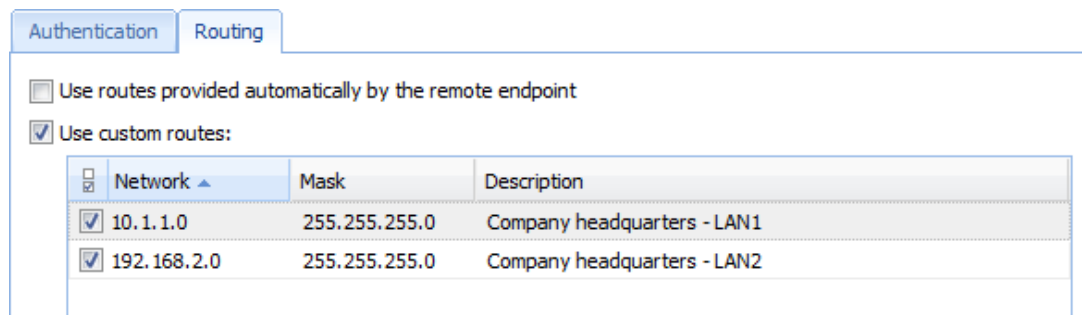 Authentication Routing
Use routes provided automatically by the remote endpoint
Use custom routes:
Network Mask Description
10.1.1.0 255.255.255.0 Company headquarters - LAN1
192.168.2.0 255.255.255.0 Company headquarters - LAN2